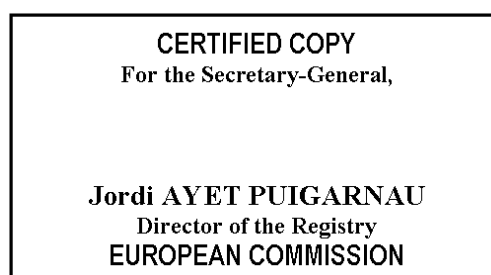 CERTIFIED COPY
For the Secretary-General,
Jordi AYET PUIGARNAU
Director of the Registry
EUROPEAN COMMISSION